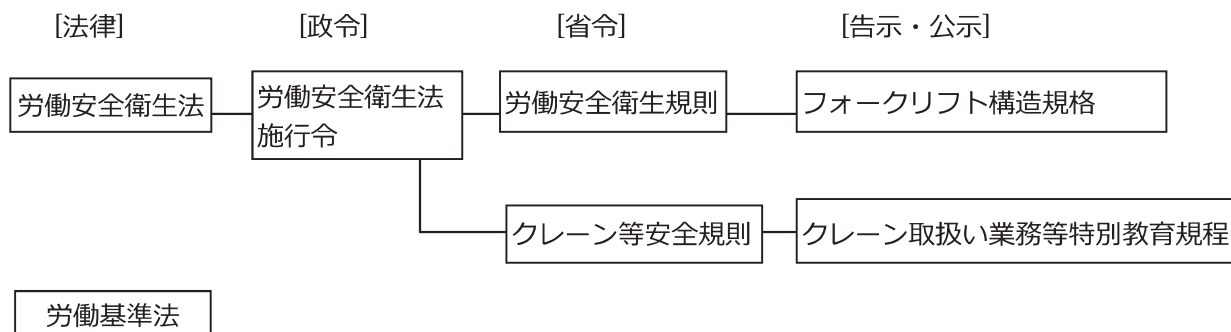 [法律] [政令] [省令] [告示・公示]
労働安全衛生法
労働安全衛生法
施行令
労働安全衛生規則
フォークリフト構造規格
クレーン等安全規則
クレーン取扱い業務等特別教育規程
労働基準法